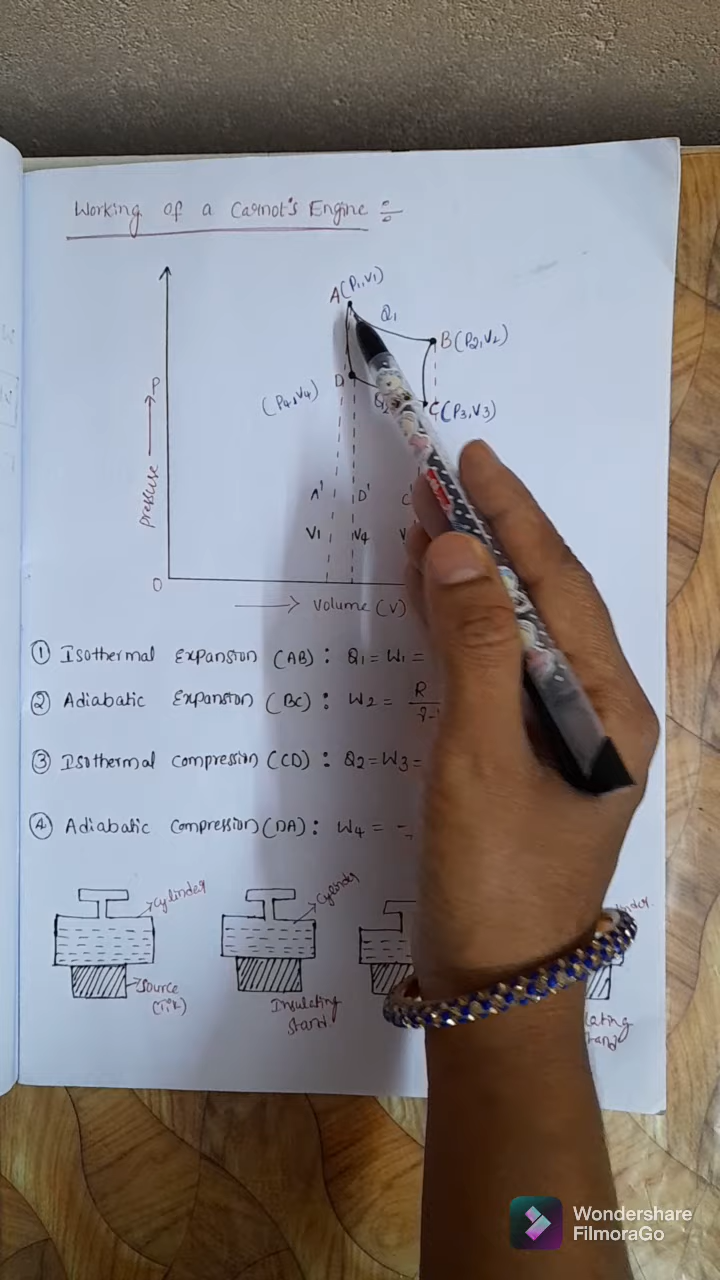 Working of a Carnot's Engine ÷
A(P1,V1)
Q1
B(P2,V2)
D
(P4,V4)
C(P3,V3)
Pressure → P
A' D' C
V1 V4 V
O
→ Volume (V)
① Isothermal Expansion (AB) : Q1 = W1 =
② Adiabatic Expansion (BC) : W2 = R
③ Isothermal compression (CD) : Q2 = W3 =
④ Adiabatic Compression (DA) : W4 = -
cylinder
cylinder
source
(T1°K)
Insulating
stand
Wondershare
FilmoraGo